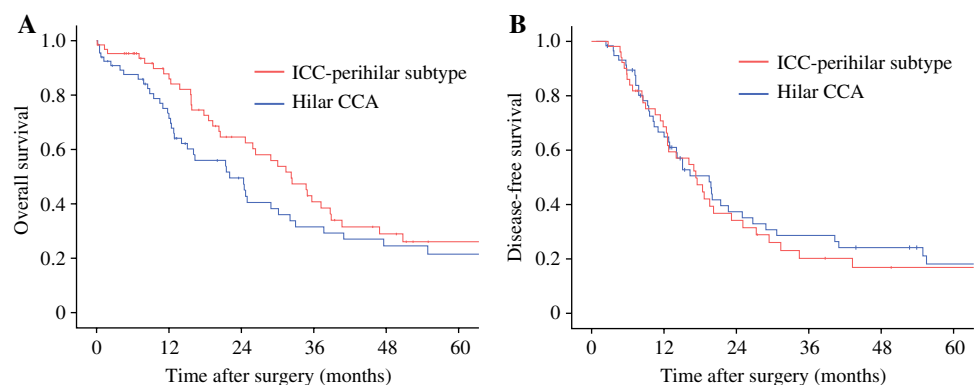 A
Overall survival
1.0
0.8
0.6
0.4
0.2
0
ICC-perihilar subtype
Hilar CCA
0 12 24 36 48 60
Time after surgery (months)
B
Disease-free survival
1.0
0.8
0.6
0.4
0.2
0
ICC-perihilar subtype
Hilar CCA
0 12 24 36 48 60
Time after surgery (months)